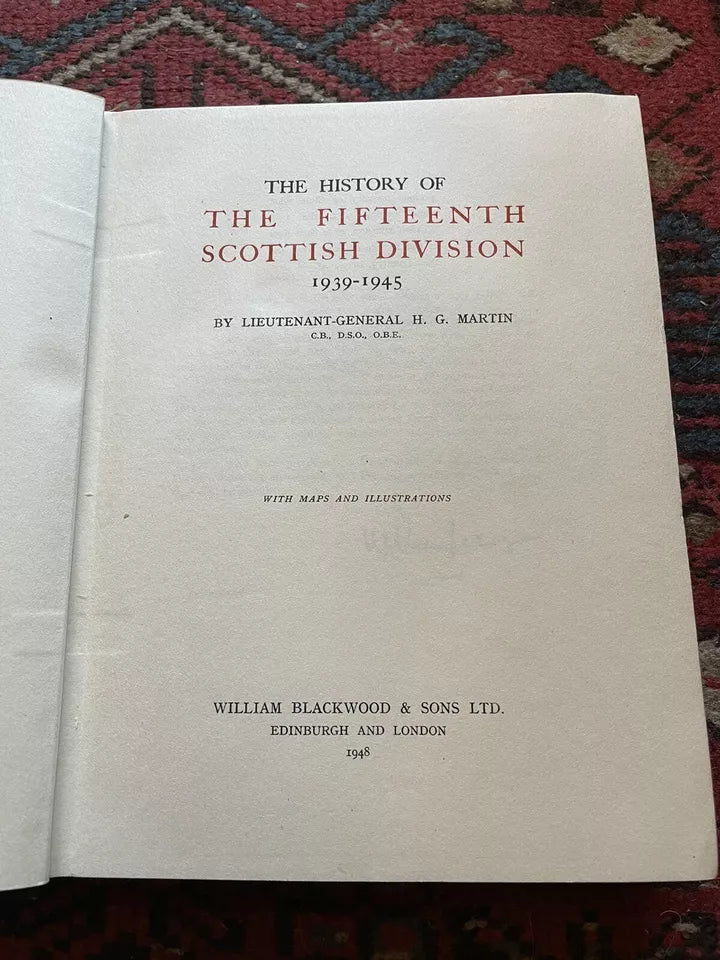 THE HISTORY OF
THE FIFTEENTH
SCOTTISH DIVISION
1939-1945
BY LIEUTENANT-GENERAL H. G. MARTIN
C.B., D.S.O., O.B.E.
WITH MAPS AND ILLUSTRATIONS
WILLIAM BLACKWOOD & SONS LTD.
EDINBURGH AND LONDON
1948